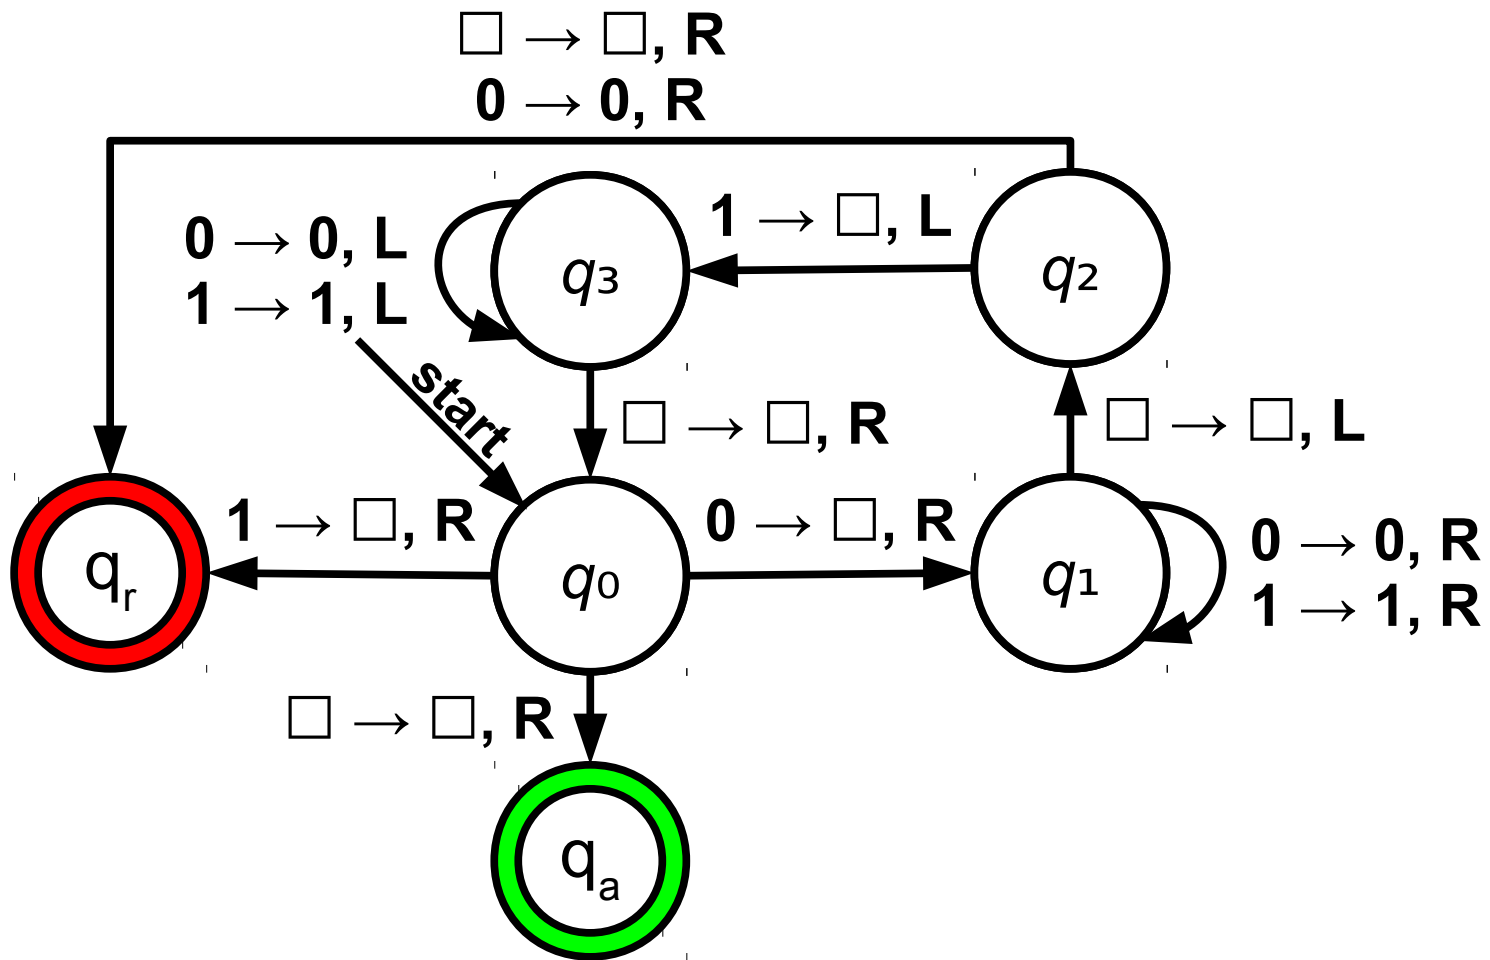 □ → □, R
0 → 0, R
0 → 0, L
1 → 1, L
1 → □, L
q3
q2
start
□ → □, R
□ → □, L
1 → □, R
0 → □, R
qr
q0
q1
0 → 0, R
1 → 1, R
□ → □, R
qa